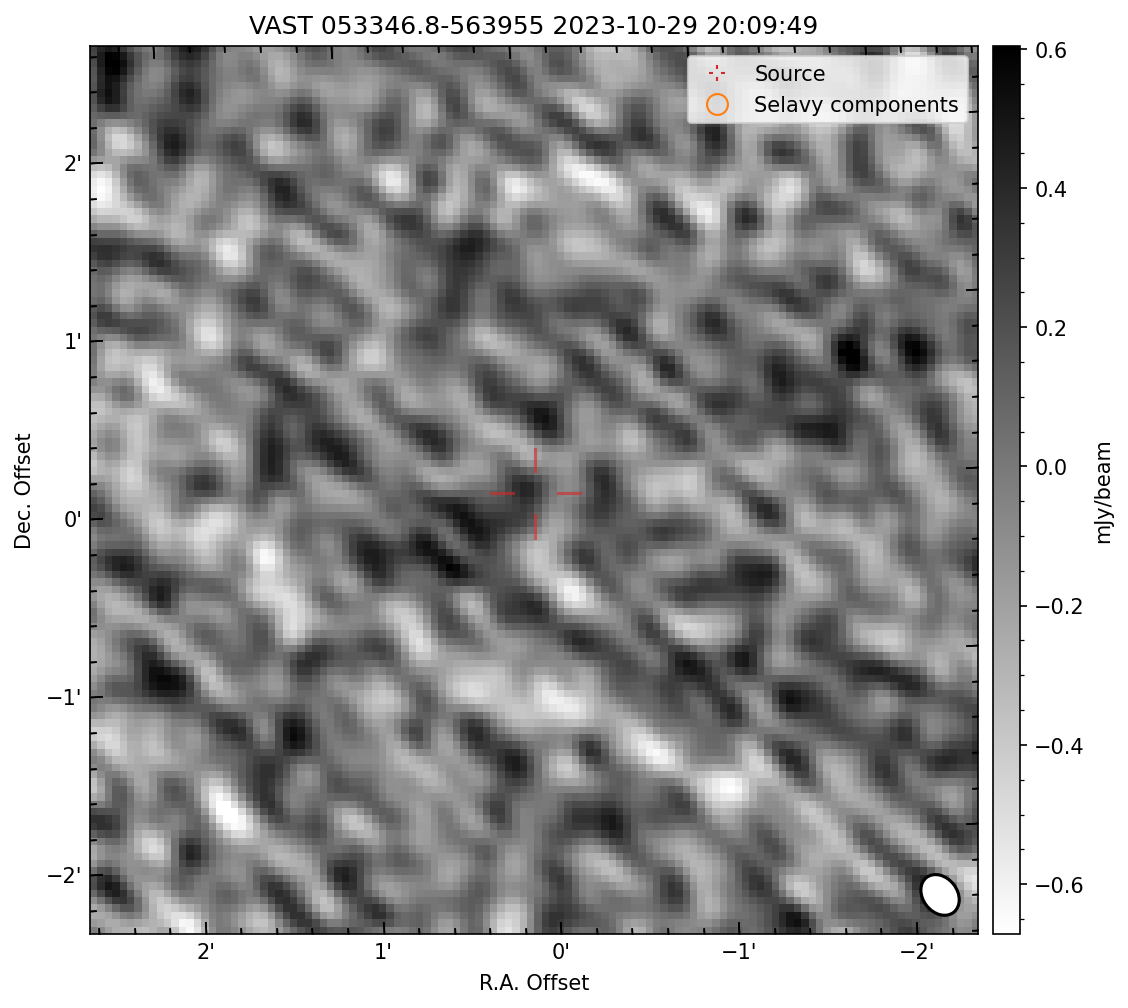 VAST 053346.8-563955 2023-10-29 20:09:49
Source
Selavy components
2'
1'
0'
−1'
−2'
Dec. Offset
2'
1'
0'
−1'
−2'
R.A. Offset
0.6
0.4
0.2
0.0
−0.2
−0.4
−0.6
mJy/beam